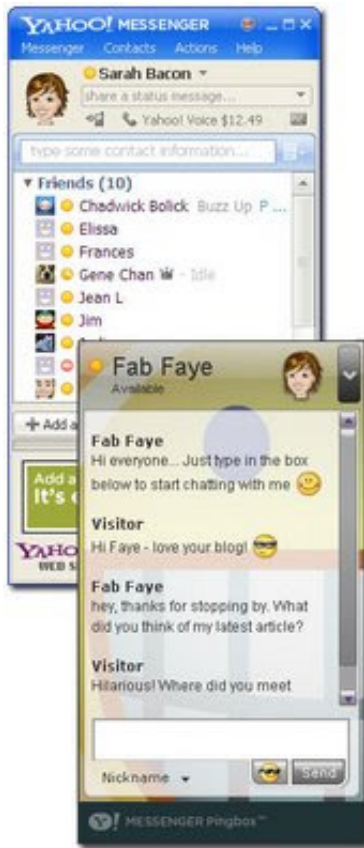 YAHOO! MESSENGER
Messenger Contacts Actions Help
Sarah Bacon
share a status message...
Yahoo! Voice $12.49
type some contact information...
Friends (10)
Chadwick Bolick Buzz Up P ...
Elissa
Frances
Gene Chan - Idle
Jean L
Jim
+ Add a
Add a
It's
YAHO
WEB S
Fab Faye
Available
Fab Faye
Hi everyone... Just type in the box
below to start chatting with me
Visitor
Hi Faye - love your blog!
Fab Faye
hey, thanks for stopping by. What
did you think of my latest article?
Visitor
Hilarious! Where did you meet
Nickname
Send
Y! MESSENGER Pingbox™